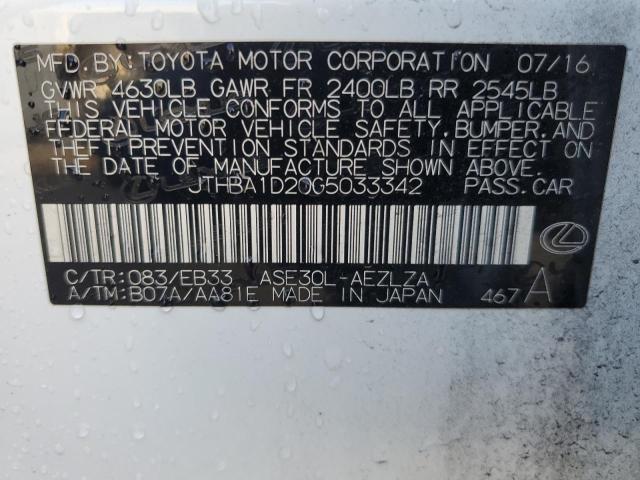 MFD. BY: TOYOTA MOTOR CORPORATION 07/16
GVWR 4630LB GAWR FR 2400LB RR 2545LB
THIS VEHICLE CONFORMS TO ALL APPLICABLE
FEDERAL MOTOR VEHICLE SAFETY, BUMPER, AND
THEFT PREVENTION STANDARDS IN EFFECT ON
THE DATE OF MANUFACTURE SHOWN ABOVE.
JTHBA1D20G5033342 PASS. CAR
C/TR: 083/EB33 ASE30L-AEZLZA
A/TM: B07A/AA81E MADE IN JAPAN 467 A